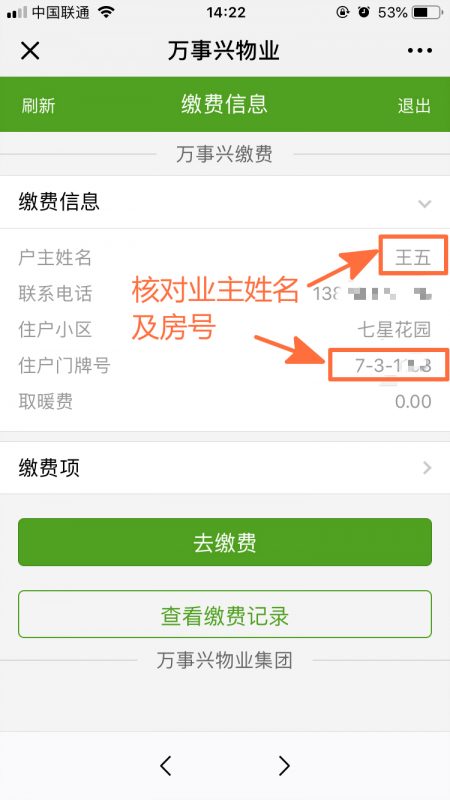 中国联通 14:22 53%
万事兴物业
刷新 缴费信息 退出
万事兴缴费
缴费信息
户主姓名 王五
联系电话 138
核对业主姓名
及房号
住户小区 七星花园
住户门牌号 7-3-1
取暖费 0.00
缴费项
去缴费
查看缴费记录
万事兴物业集团